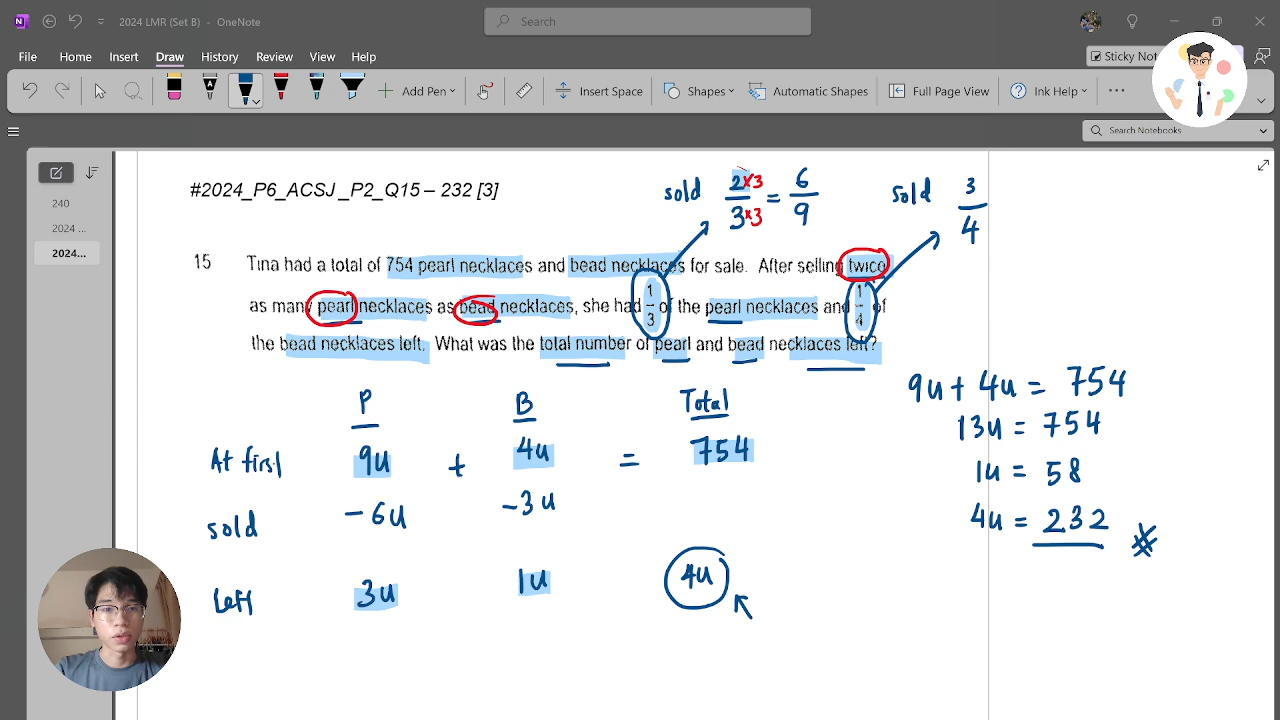 2024 LMR (Set B) - OneNote
Search
File Home Insert Draw History Review View Help
Sticky Not
Add Pen
Insert Space
Shapes
Automatic Shapes
Full Page View
Ink Help
Search Notebooks
240
2024 ...
2024...
#2024_P6_ACSJ _P2_Q15 – 232 [3]
sold 2×3/3×3 = 6/9
sold 3/4
15 Tina had a total of 754 pearl necklaces and bead necklaces for sale. After selling twice
as many pearl necklaces as bead necklaces, she had 1/3 of the pearl necklaces and 1/4 of
the bead necklaces left. What was the total number of pearl and bead necklaces left?
P B Total
At first 9u + 4u = 754
sold -6u -3u
left 3u 1u 4u
9u + 4u = 754
13u = 754
1u = 58
4u = 232